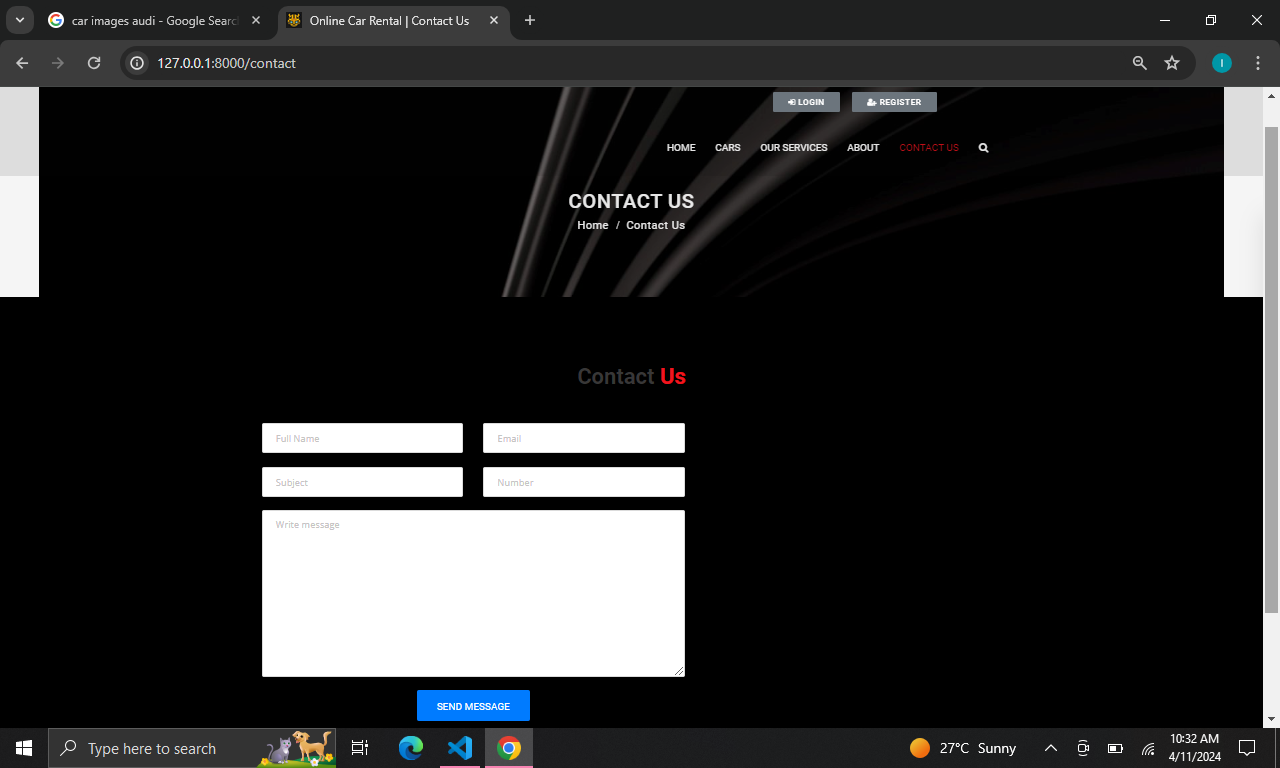 car images audi - Google Searc
Online Car Rental | Contact Us
127.0.0.1:8000/contact
I
LOGIN
REGISTER
HOME
CARS
OUR SERVICES
ABOUT
CONTACT US
CONTACT US
Home / Contact Us
Contact Us
Full Name
Email
Subject
Number
Write message
SEND MESSAGE
Type here to search
27°C Sunny
10:32 AM
4/11/2024